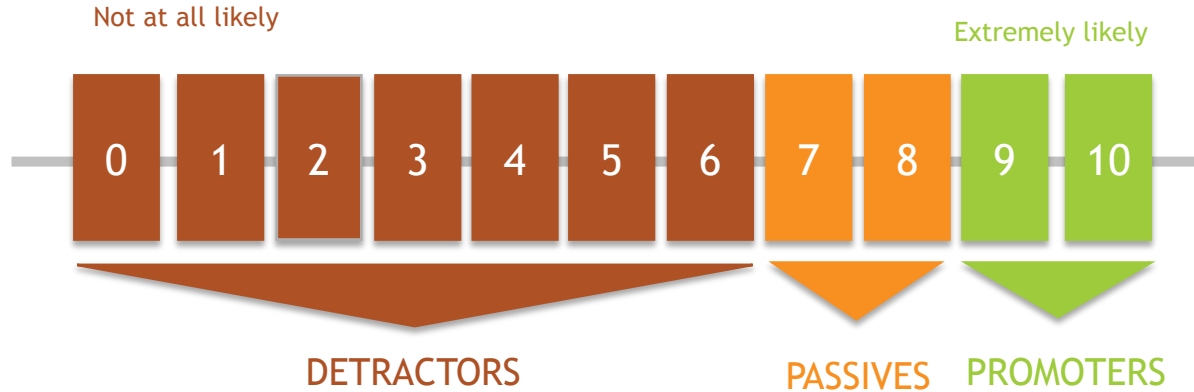 Not at all likely
Extremely likely
0 1 2 3 4 5 6 7 8 9 10
DETRACTORS PASSIVES PROMOTERS